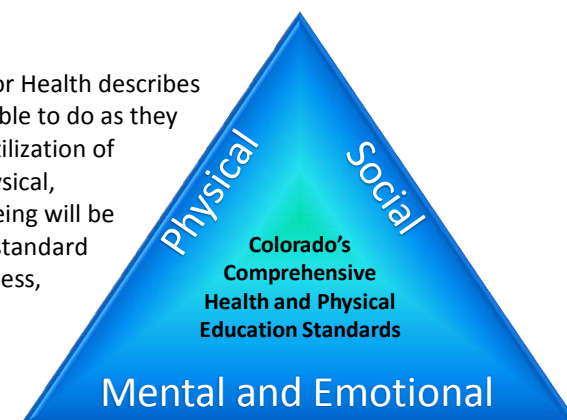 or Health describes
ble to do as they
tilization of
ysical,
eing will be
standard
ess,
Physical
Social
Colorado's
Comprehensive
Health and Physical
Education Standards
Mental and Emotional